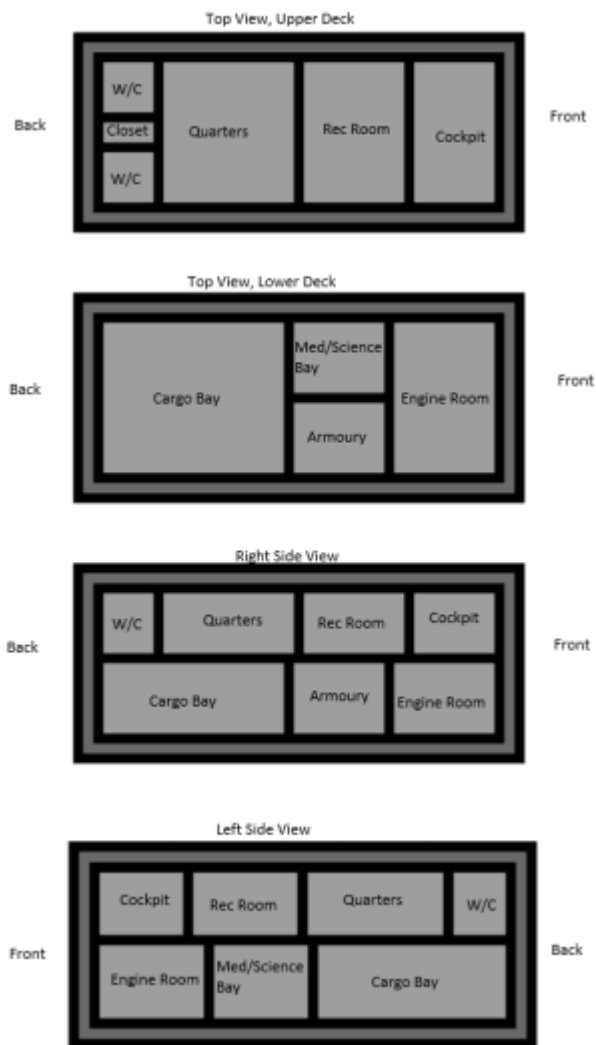 Top View, Upper Deck
W/C
Back
Closet
Quarters
Rec Room
Cockpit
Front
W/C
Top View, Lower Deck
Med/Science
Bay
Back
Cargo Bay
Engine Room
Front
Armoury
Right Side View
W/C
Quarters
Rec Room
Cockpit
Back
Front
Cargo Bay
Armoury
Engine Room
Left Side View
Cockpit
Rec Room
Quarters
W/C
Front
Engine Room
Med/Science
Bay
Cargo Bay
Back